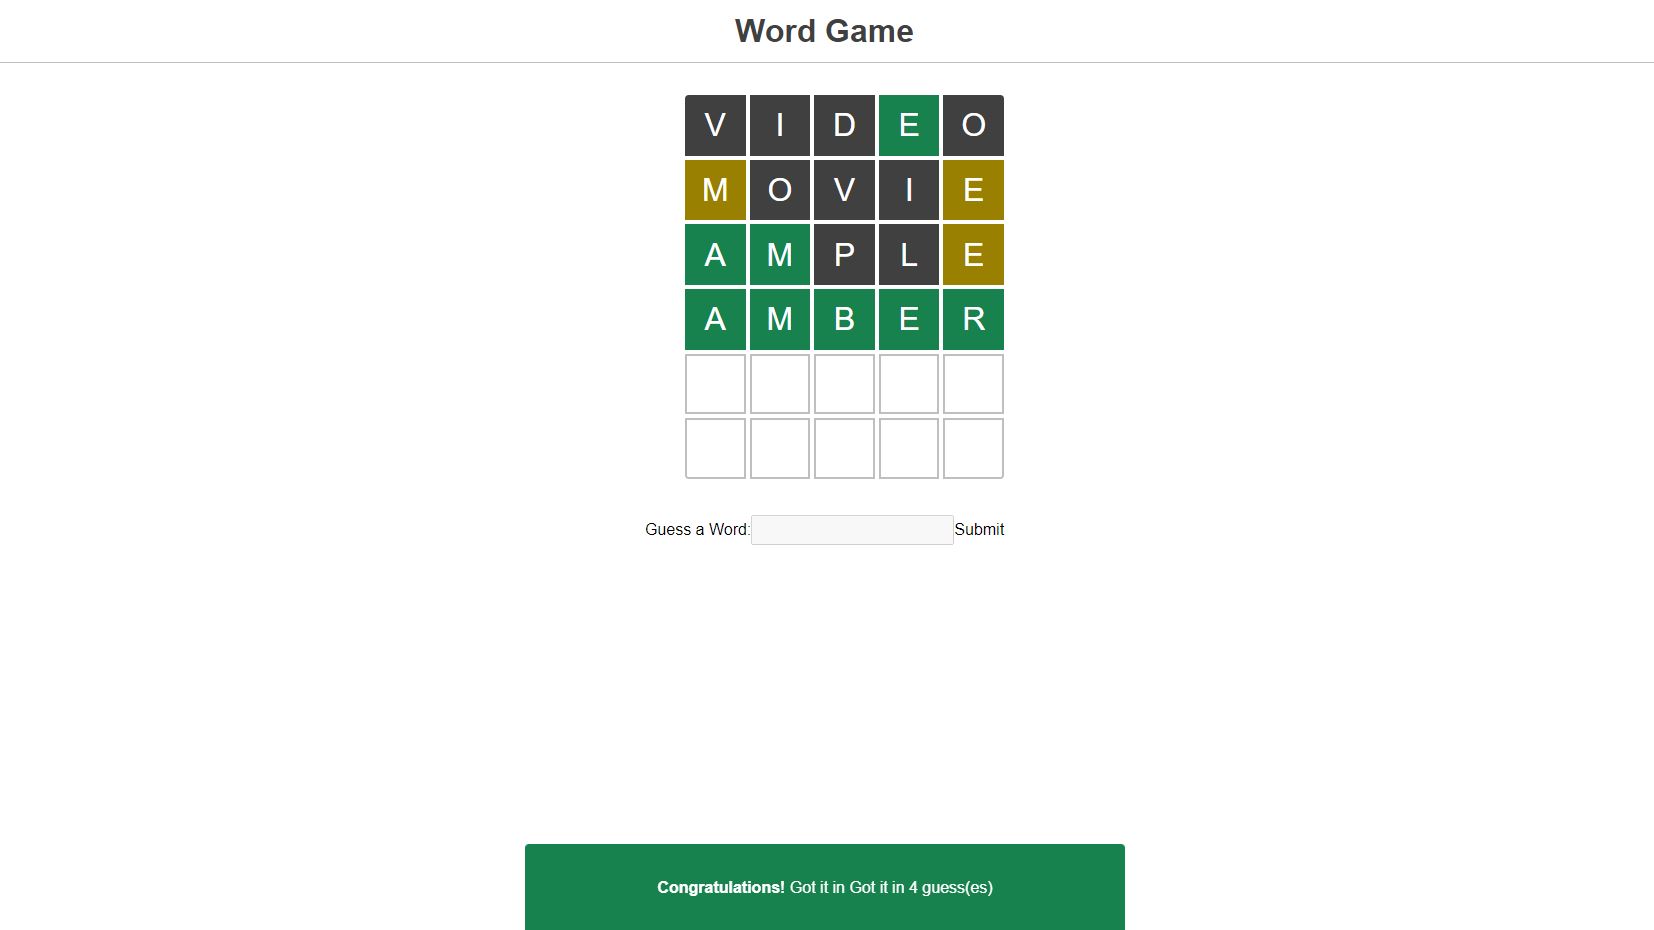 Word Game
V I D E O
M O V I E
A M P L E
A M B E R
Guess a Word: Submit
Congratulations! Got it in Got it in 4 guess(es)